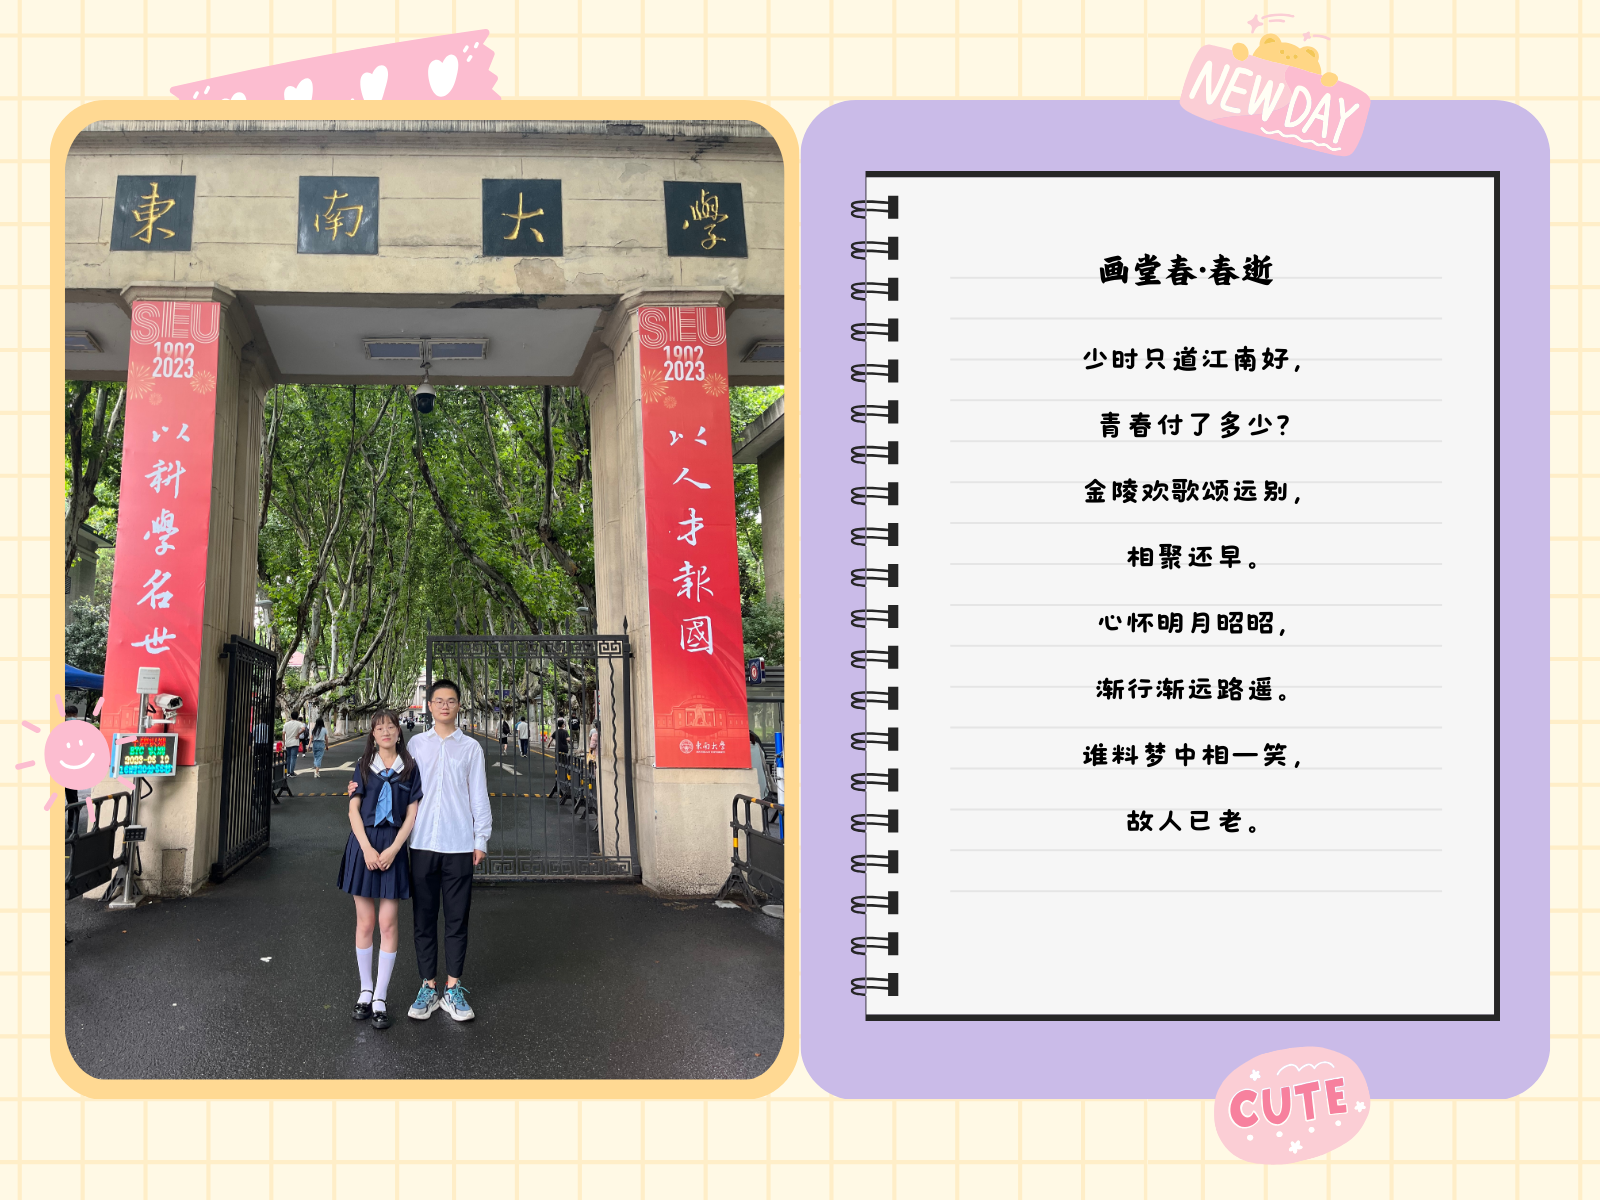 NEW DAY
東南大學
SEU
1902
2023
以科學名世
SEU
1902
2023
以人才報國
東南大學
画堂春·春逝
少时只道江南好,
青春付了多少?
金陵欢歌颂远别,
相聚还早。
心怀明月昭昭,
渐行渐远路遥。
谁料梦中相一笑,
故人已老。
CUTE